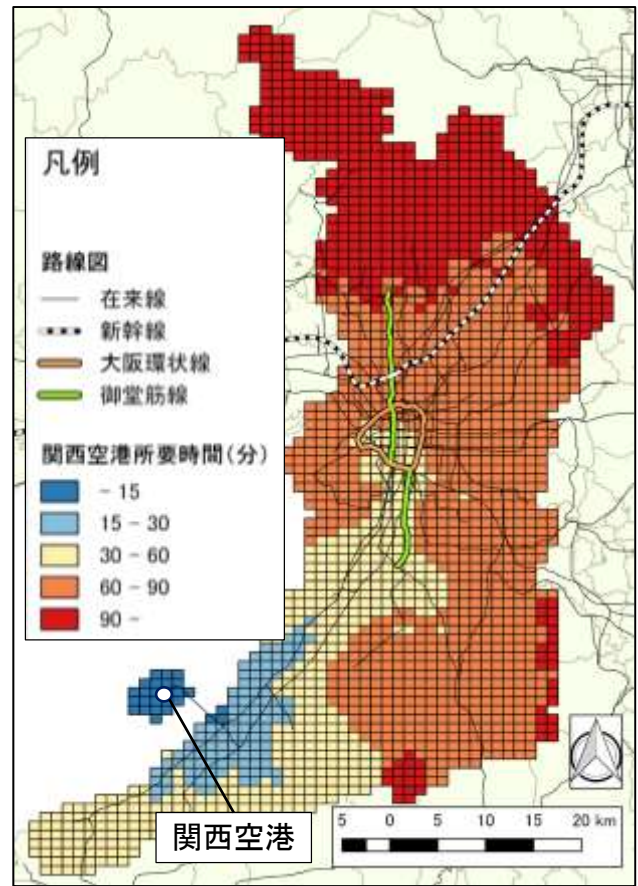 凡例
路線図
在来線
新幹線
大阪環状線
御堂筋線
関西空港所要時間(分)
- 15
15 - 30
30 - 60
60 - 90
90 -
関西空港
5 0 5 10 15 20 km